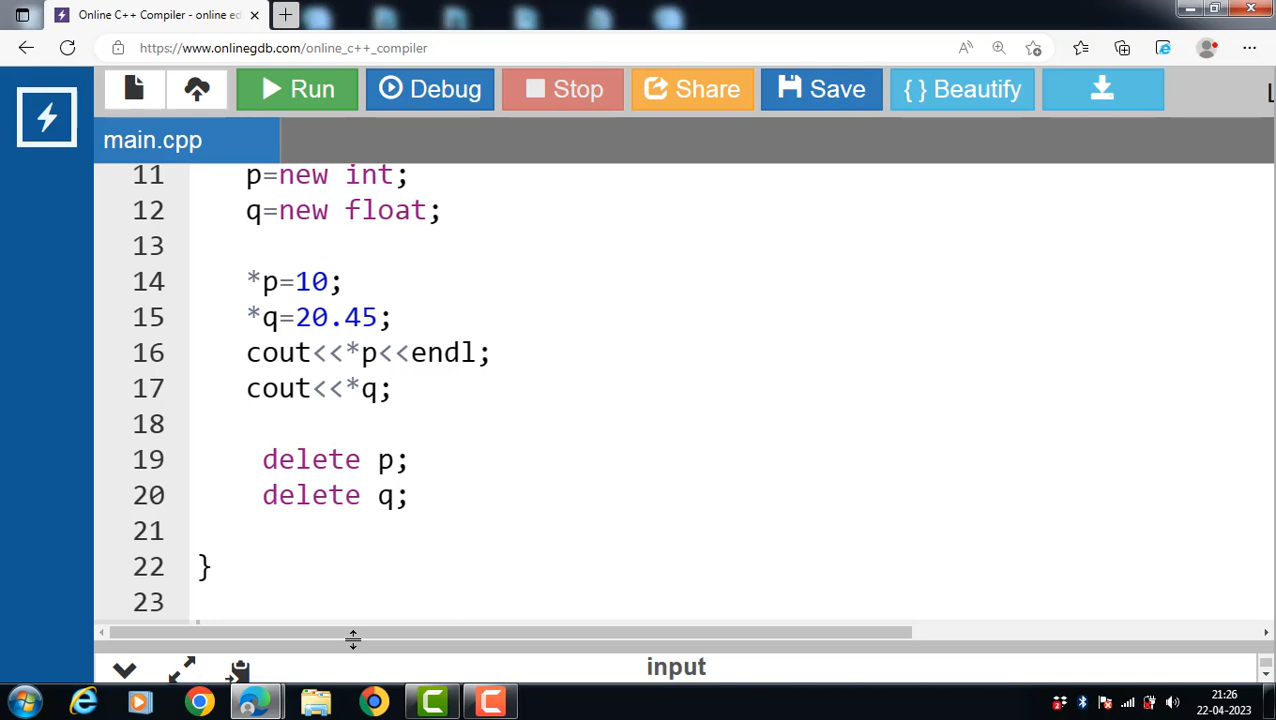 Online C++ Compiler - online ed
https://www.onlinegdb.com/online_c++_compiler
Run
Debug
Stop
Share
Save
{ } Beautify
main.cpp
11 p=new int;
12 q=new float;
13
14 *p=10;
15 *q=20.45;
16 cout<<*p<<endl;
17 cout<<*q;
18
19 delete p;
20 delete q;
21
22 }
23
input
21:26
22-04-2023